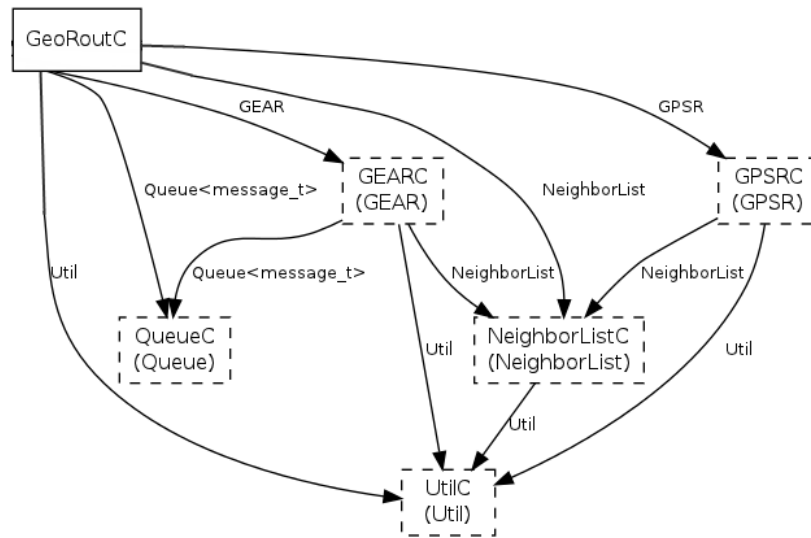 GeoRoutC
GEAR
GPSR
GEARC
(GEAR)
GPSRC
(GPSR)
Queue<message_t>
NeighborList
Util
Queue<message_t>
NeighborList
NeighborList
QueueC
(Queue)
NeighborListC
(NeighborList)
Util
Util
Util
UtilC
(Util)